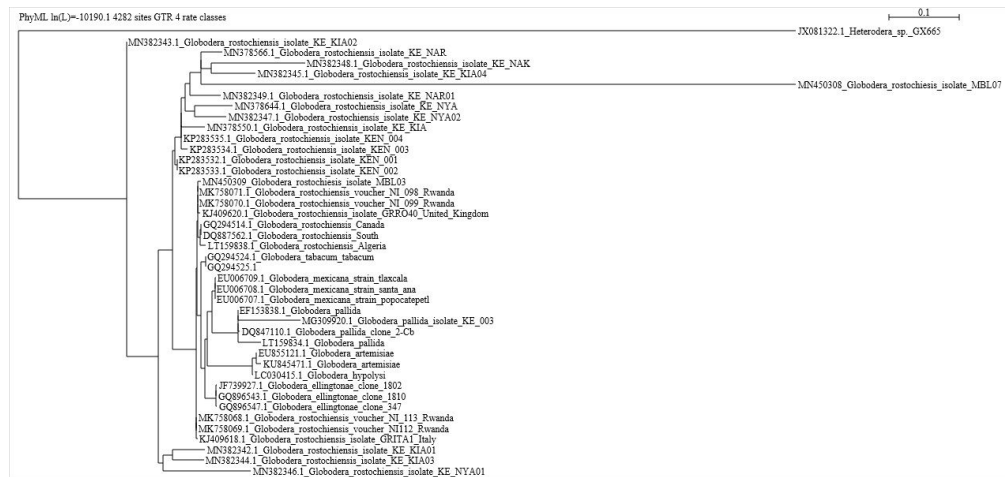 PhyML ln(L)=-10190.1 4282 sites GTR 4 rate classes
0.1
JX081322.1_Heterodera_sp._GX665
MN382343.1_Globodera_rostochiensis_isolate_KE_KIA02
MN378566.1_Globodera_rostochiensis_isolate_KE_NAR
MN382348.1_Globodera_rostochiensis_isolate_KE_NAK
MN382345.1_Globodera_rostochiensis_isolate_KE_KIA04
MN450308_Globodera_rostochiesis_isolate_MBL07
MN382349.1_Globodera_rostochiensis_isolate_KE_NAR01
MN378644.1_Globodera_rostochiensis_isolate_KE_NYA
MN382347.1_Globodera_rostochiensis_isolate_KE_NYA02
MN378550.1_Globodera_rostochiensis_isolate_KE_KIA
KP283535.1_Globodera_rostochiensis_isolate_KEN_004
KP283534.1_Globodera_rostochiensis_isolate_KEN_003
KP283532.1_Globodera_rostochiensis_isolate_KEN_001
KP283533.1_Globodera_rostochiensis_isolate_KEN_002
MN450309_Globodera_rostochiesis_isolate_MBL03
MK758071.1_Globodera_rostochiensis_voucher_NI_098_Rwanda
MK758070.1_Globodera_rostochiensis_voucher_NI_099_Rwanda
KJ409620.1_Globodera_rostochiensis_isolate_GRRO40_United_Kingdom
GQ294514.1_Globodera_rostochiensis_Canada
DQ887562.1_Globodera_rostochiensis_South
LT159838.1_Globodera_rostochiensis_Algeria
GQ294524.1_Globodera_tabacum_tabacum
GQ294525.1
EU006709.1_Globodera_mexicana_strain_tlaxcala
EU006708.1_Globodera_mexicana_strain_santa_ana
EU006707.1_Globodera_mexicana_strain_popocatepetl
EF153838.1_Globodera_pallida
MG309920.1_Globodera_pallida_isolate_KE_003
DQ847110.1_Globodera_pallida_clone_2-Cb
LT159834.1_Globodera_pallida
EU855121.1_Globodera_artemisiae
KU845471.1_Globodera_artemisiae
LC030415.1_Globodera_hypolysi
JF739927.1_Globodera_ellingtonae_clone_1802
GQ896543.1_Globodera_ellingtonae_clone_1810
GQ896547.1_Globodera_ellingtonae_clone_347
MK758068.1_Globodera_rostochiensis_voucher_NI_113_Rwanda
MK758069.1_Globodera_rostochiensis_voucher_NI112_Rwanda
KJ409618.1_Globodera_rostochiensis_isolate_GRITA1_Italy
MN382342.1_Globodera_rostochiensis_isolate_KE_KIA01
MN382344.1_Globodera_rostochiensis_isolate_KE_KIA03
MN382346.1_Globodera_rostochiensis_isolate_KE_NYA01